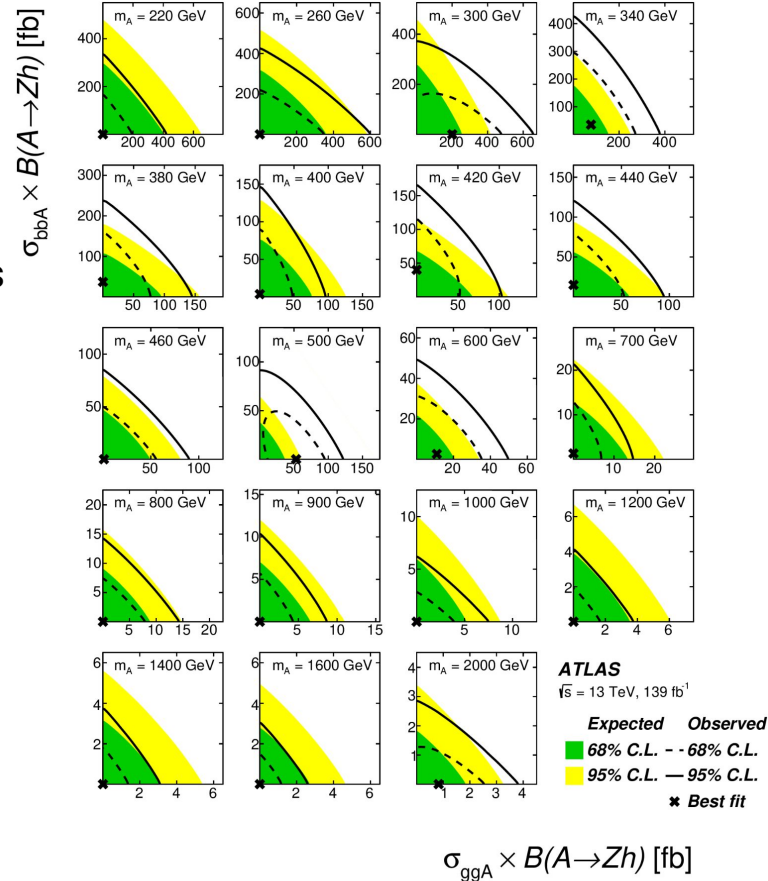 σbbA × B(A→Zh) [fb]
mA = 220 GeV
400
200
200 400 600
mA = 260 GeV
600
400
200
200 400 600
mA = 300 GeV
400
200
200 400 600
mA = 340 GeV
400
300
200
100
200 400
mA = 380 GeV
300
200
100
50 100 150
mA = 400 GeV
150
100
50
50 100 150
mA = 420 GeV
150
100
50
50 100
mA = 440 GeV
150
100
50
50 100
mA = 460 GeV
100
50
50 100
mA = 500 GeV
100
50
50 100 150
mA = 600 GeV
60
40
20
20 40 60
mA = 700 GeV
20
10
10 20
mA = 800 GeV
20
15
10
5
5 10 15 20
mA = 900 GeV
15
10
5
5 10 15
mA = 1000 GeV
10
5
5 10
mA = 1200 GeV
6
4
2
2 4 6
mA = 1400 GeV
6
4
2
2 4 6
mA = 1600 GeV
6
4
2
2 4 6
mA = 2000 GeV
4
3
2
1
1 2 3 4
ATLAS
√s = 13 TeV, 139 fb-1
Expected Observed
68% C.L. 68% C.L.
95% C.L. 95% C.L.
Best fit
σggA × B(A→Zh) [fb]